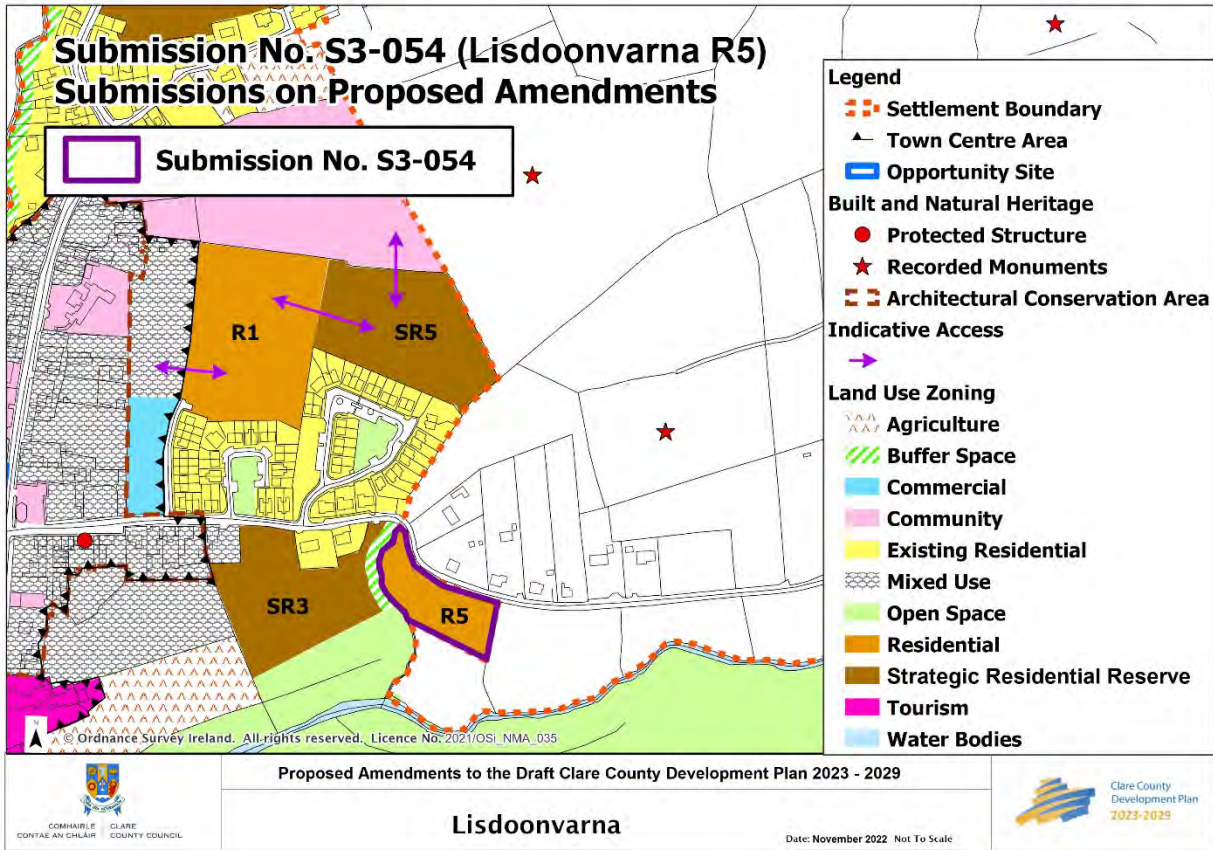 Submission No. S3-054 (Lisdoonvarna R5)
Submissions on Proposed Amendments
Submission No. S3-054
R1
SR5
SR3
R5
N
© Ordnance Survey Ireland. All rights reserved. Licence No. 2021/OSi_NMA_035
Legend
Settlement Boundary
Town Centre Area
Opportunity Site
Built and Natural Heritage
Protected Structure
Recorded Monuments
Architectural Conservation Area
Indicative Access
Land Use Zoning
Agriculture
Buffer Space
Commercial
Community
Existing Residential
Mixed Use
Open Space
Residential
Strategic Residential Reserve
Tourism
Water Bodies
COMHAIRLE CLARE
CONTAE AN CHLÁIR COUNTY COUNCIL
Proposed Amendments to the Draft Clare County Development Plan 2023 - 2029
Lisdoonvarna
Date: November 2022 Not To Scale
Clare County
Development Plan
2023-2029